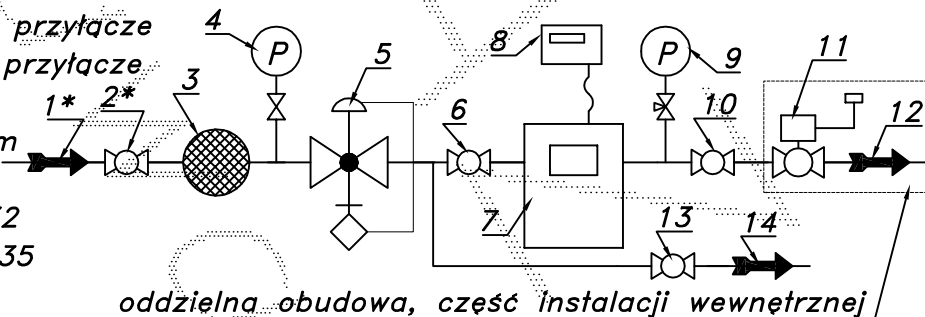 przyłącze
przyłącze
4
P
5
8
P
9
11
3
2*
1*
6
10
12
m
7
13
14
2
35
oddzielna obudowa, część instalacji wewnętrznej